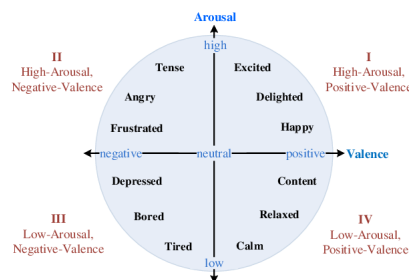 Arousal
high
II
High-Arousal,
Negative-Valence
I
High-Arousal,
Positive-Valence
Tense
Excited
Angry
Delighted
Frustrated
Happy
negative
neutral
positive
Valence
Depressed
Content
Bored
Relaxed
Tired
Calm
III
Low-Arousal,
Negative-Valence
IV
Low-Arousal,
Positive-Valence
low